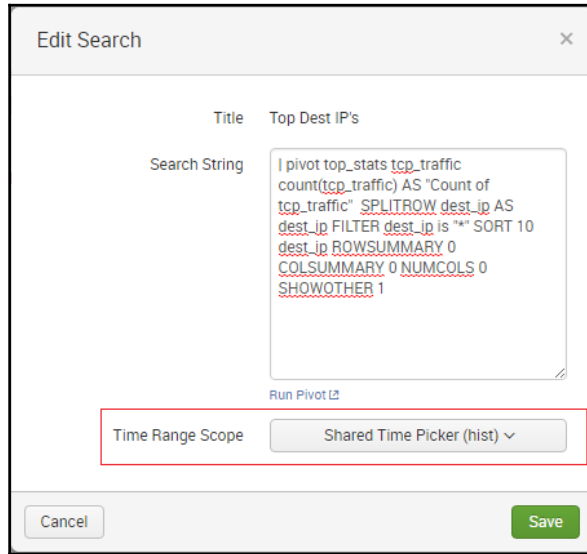 Edit Search
×
Title Top Dest IP's
Search String | pivot top_stats tcp_traffic
count(tcp_traffic) AS "Count of
tcp_traffic"  SPLITROW dest_ip AS
dest_ip FILTER dest_ip is "*" SORT 10
dest_ip ROWSUMMARY 0
COLSUMMARY 0 NUMCOLS 0
SHOWOTHER 1
Run Pivot
Time Range Scope Shared Time Picker (hist)
Cancel Save